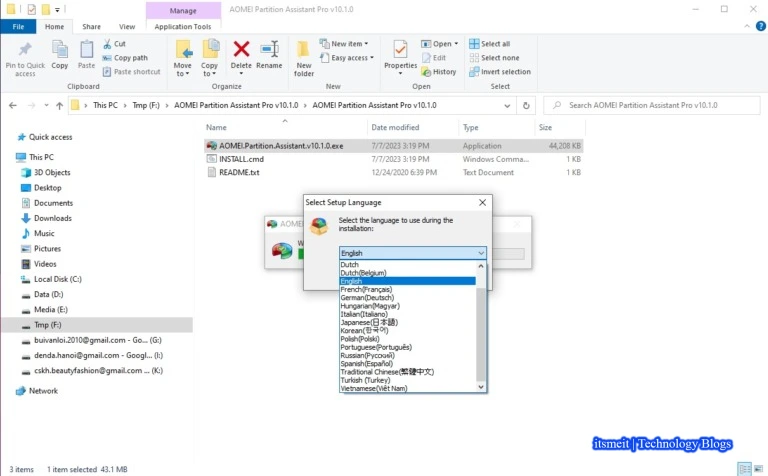 Manage
AOMEI Partition Assistant Pro v10.1.0
File
Home
Share
View
Application Tools
Pin to Quick access
Copy
Paste
Cut
Copy path
Paste shortcut
Clipboard
Move to
Copy to
Delete
Rename
Organize
New folder
New item
Easy access
New
Properties
Open
Edit
History
Open
Select all
Select none
Invert selection
Select
This PC > Tmp (F:) > AOMEI Partition Assistant Pro v10.1.0 > AOMEI Partition Assistant Pro v10.1.0
Search AOMEI Partition Assistant Pro v10.1.0
Name Date modified Type Size
AOMEI.Partition.Assistant.v10.1.0.exe 7/7/2023 3:19 PM Application 44,208 KB
INSTALL.cmd 7/7/2023 3:19 PM Windows Comma... 1 KB
README.txt 12/24/2020 6:39 PM Text Document 1 KB
Quick access
This PC
3D Objects
Desktop
Documents
Downloads
Music
Pictures
Videos
Local Disk (C:)
Data (D:)
Media (E:)
Tmp (F:)
buivanloi.2010@gmail.com - Go... (G:)
denda.hanoi@gmail.com - Googl... (I:)
cskh.beautyfashion@gmail.com ... (K:)
Network
AOMEI
Select Setup Language
Select the language to use during the
installation:
English
Dutch
Dutch(Belgium)
English
French(Français)
German(Deutsch)
Hungarian(Magyar)
Italian(Italiano)
Japanese(日本語)
Korean(한국어)
Polish(Polski)
Portuguese(Português)
Russian(Русский)
Spanish(Español)
Traditional Chinese(繁體中文)
Turkish (Turkey)
Vietnamese(Việt Nam)
itsmeit | Technology Blogs
3 items
1 item selected 43.1 MB